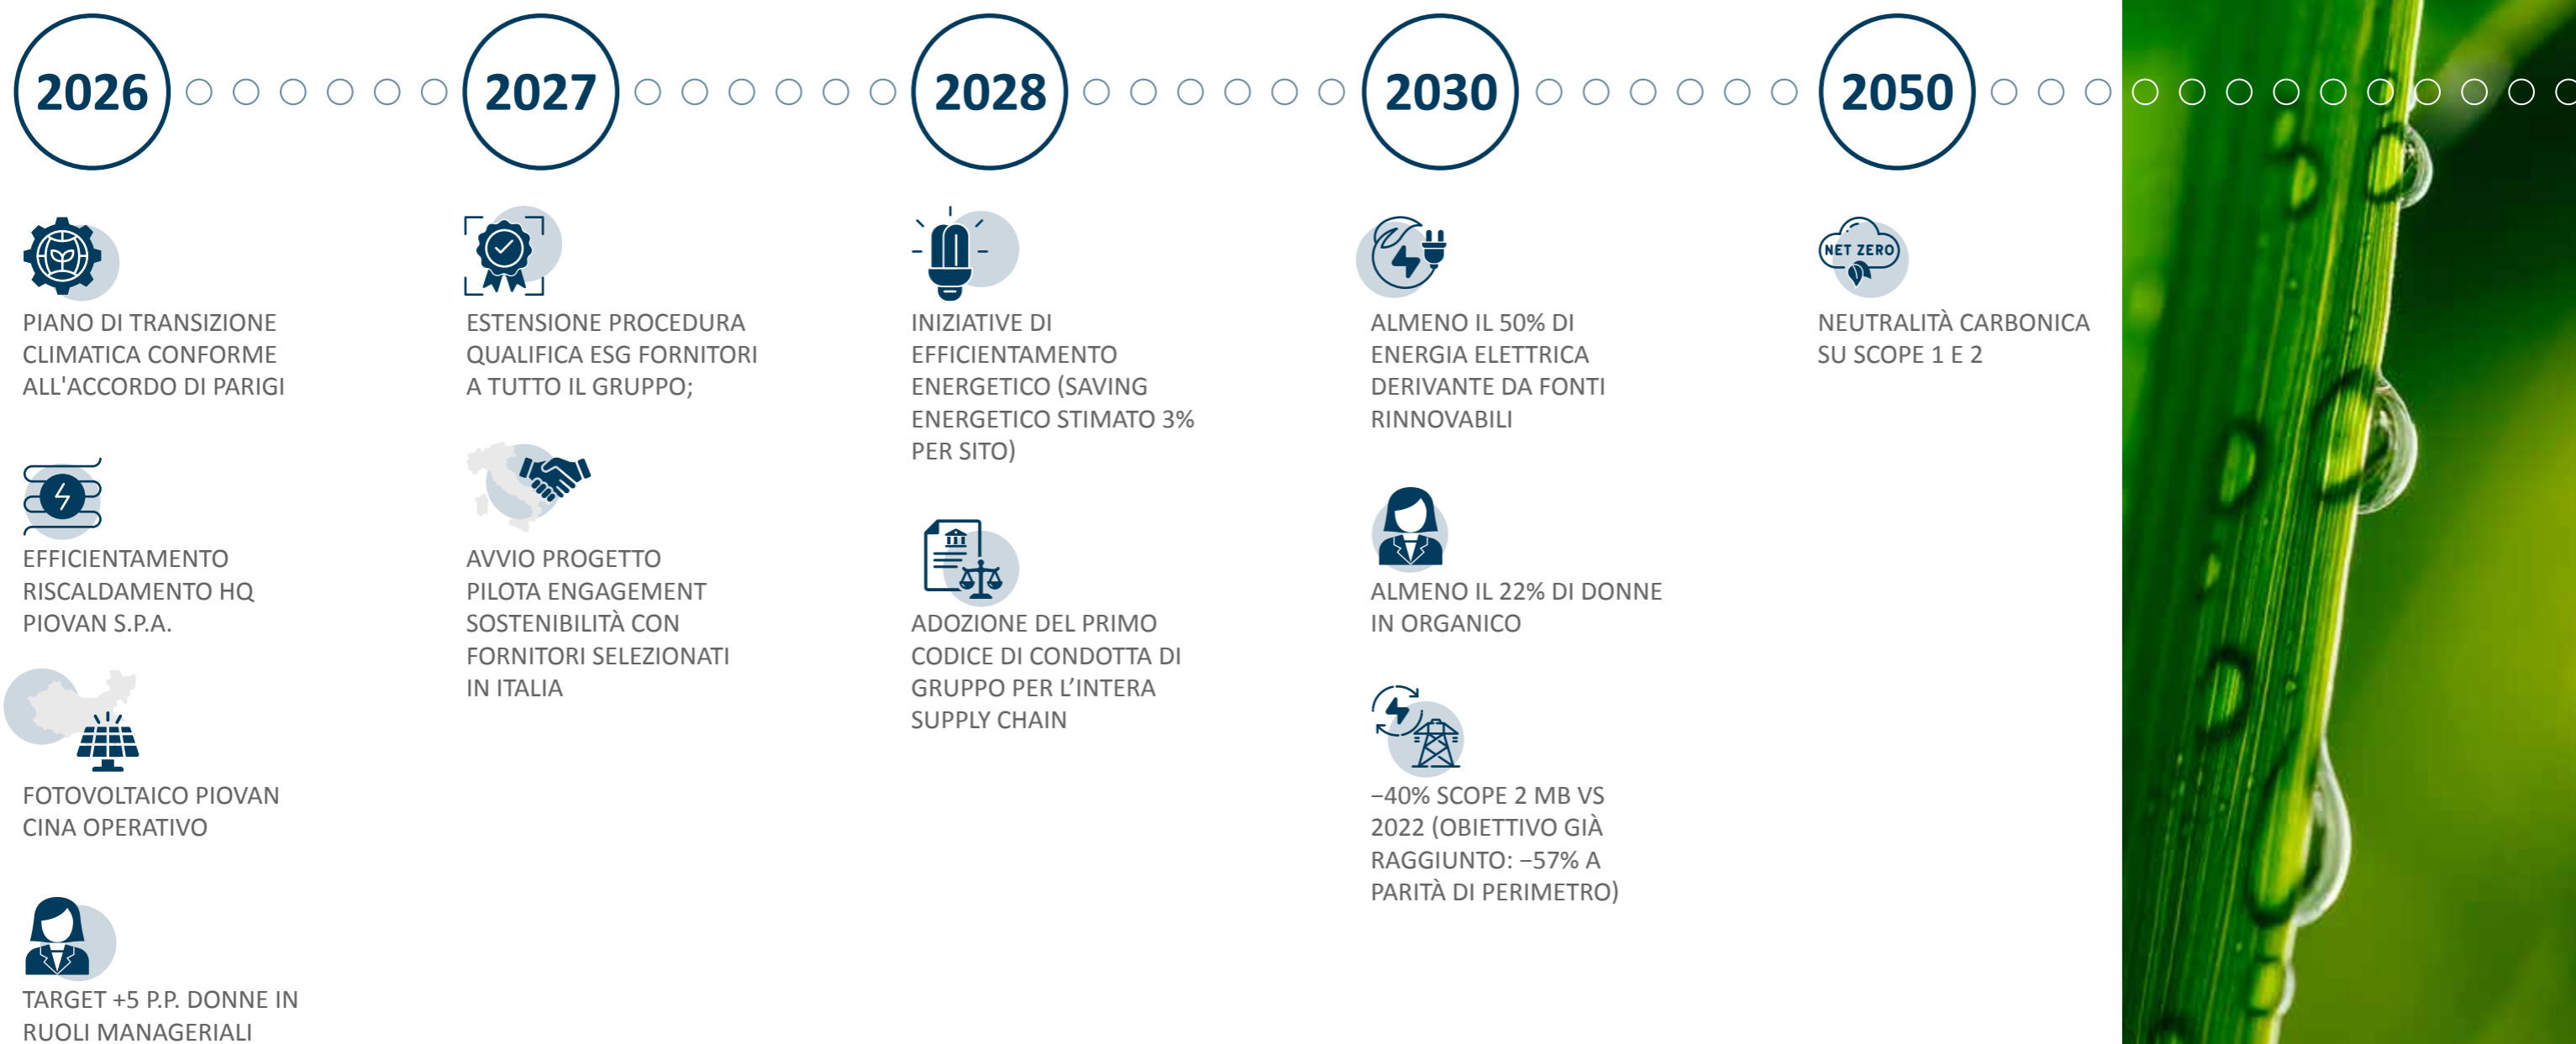 2026
2027
2028
2030
2050
PIANO DI TRANSIZIONE
CLIMATICA CONFORME
ALL'ACCORDO DI PARIGI
EFFICIENTAMENTO
RISCALDAMENTO HQ
PIOVAN S.P.A.
FOTOVOLTAICO PIOVAN
CINA OPERATIVO
TARGET +5 P.P. DONNE IN
RUOLI MANAGERIALI
ESTENSIONE PROCEDURA
QUALIFICA ESG FORNITORI
A TUTTO IL GRUPPO;
AVVIO PROGETTO
PILOTA ENGAGEMENT
SOSTENIBILITÀ CON
FORNITORI SELEZIONATI
IN ITALIA
INIZIATIVE DI
EFFICIENTAMENTO
ENERGETICO (SAVING
ENERGETICO STIMATO 3%
PER SITO)
ADOZIONE DEL PRIMO
CODICE DI CONDOTTA DI
GRUPPO PER L’INTERA
SUPPLY CHAIN
ALMENO IL 50% DI
ENERGIA ELETTRICA
DERIVANTE DA FONTI
RINNOVABILI
ALMENO IL 22% DI DONNE
IN ORGANICO
−40% SCOPE 2 MB VS
2022 (OBIETTIVO GIÀ
RAGGIUNTO: −57% A
PARITÀ DI PERIMETRO)
NET ZERO
NEUTRALITÀ CARBONICA
SU SCOPE 1 E 2